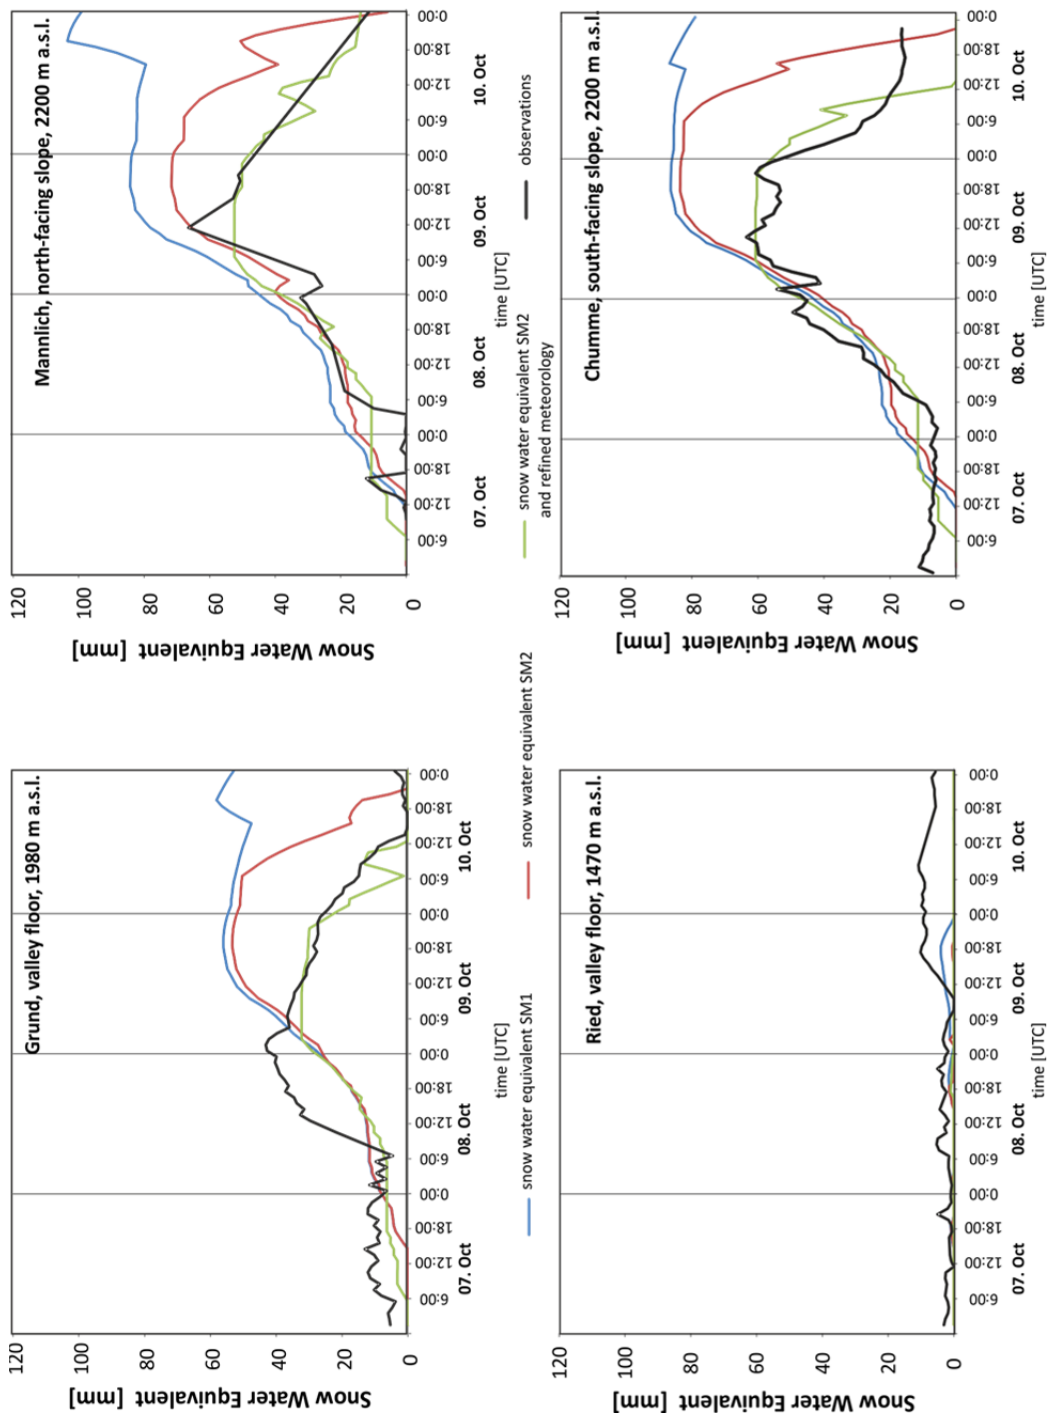 Grund, valley floor, 1980 m a.s.l.
Snow Water Equivalent
[mm]
120
100
80
60
40
20
0
6:00 12:00 18:00 0:00 6:00 12:00 18:00 0:00 6:00 12:00 18:00 0:00 6:00 12:00 18:00 0:00
07. Oct 08. Oct 09. Oct 10. Oct
time [UTC]
Mannlich, north-facing slope, 2200 m a.s.l.
Snow Water Equivalent
[mm]
120
100
80
60
40
20
0
6:00 12:00 18:00 0:00 6:00 12:00 18:00 0:00 6:00 12:00 18:00 0:00 6:00 12:00 18:00 0:00
07. Oct 08. Oct 09. Oct 10. Oct
time [UTC]
snow water equivalent SM1
snow water equivalent SM2
snow water equivalent SM2
and refined meteorology
observations
Ried, valley floor, 1470 m a.s.l.
Snow Water Equivalent
[mm]
120
100
80
60
40
20
0
6:00 12:00 18:00 0:00 6:00 12:00 18:00 0:00 6:00 12:00 18:00 0:00 6:00 12:00 18:00 0:00
07. Oct 08. Oct 09. Oct 10. Oct
time [UTC]
Chumme, south-facing slope, 2200 m a.s.l.
Snow Water Equivalent
[mm]
120
100
80
60
40
20
0
6:00 12:00 18:00 0:00 6:00 12:00 18:00 0:00 6:00 12:00 18:00 0:00 6:00 12:00 18:00 0:00
07. Oct 08. Oct 09. Oct 10. Oct
time [UTC]